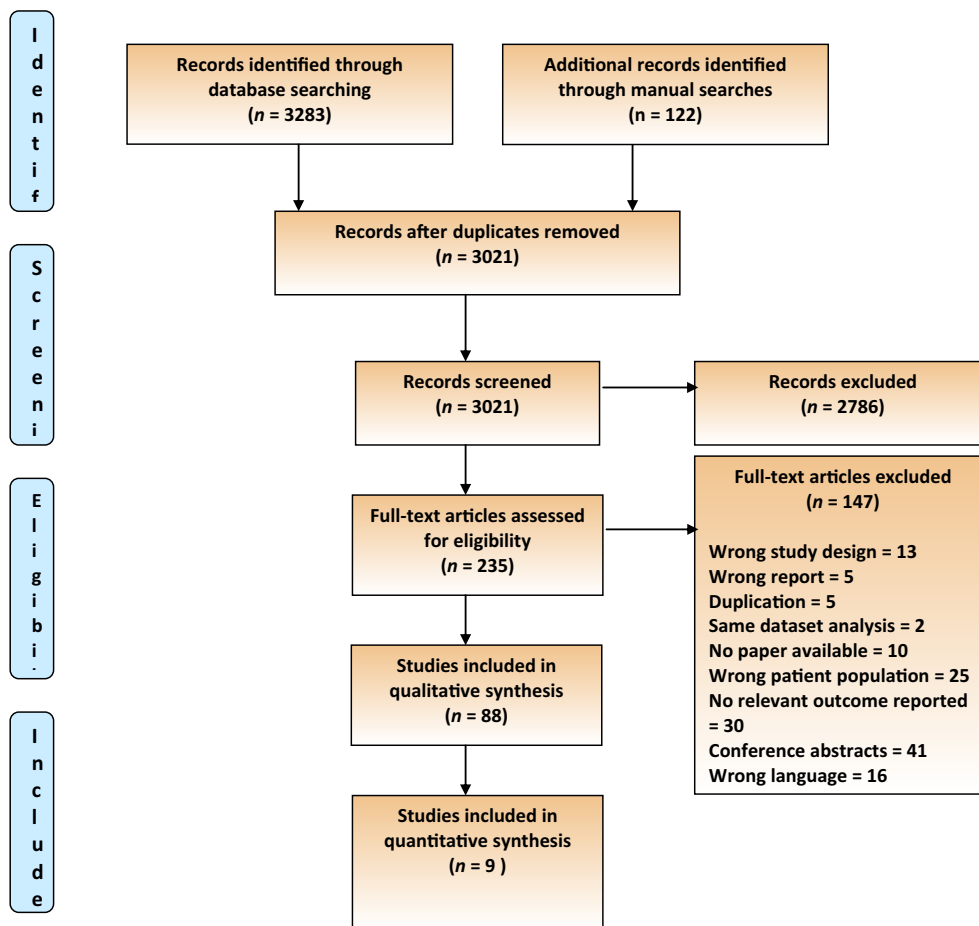 Identif
Records identified through
database searching
(n = 3283)
Additional records identified
through manual searches
(n = 122)
Records after duplicates removed
(n = 3021)
Screeni
Records screened
(n = 3021)
Records excluded
(n = 2786)
Eligibil
Full-text articles assessed
for eligibility
(n = 235)
Full-text articles excluded
(n = 147)
Wrong study design = 13
Wrong report = 5
Duplication = 5
Same dataset analysis = 2
No paper available = 10
Wrong patient population = 25
No relevant outcome reported
= 30
Conference abstracts = 41
Wrong language = 16
Studies included in
qualitative synthesis
(n = 88)
Include
Studies included in
quantitative synthesis
(n = 9 )